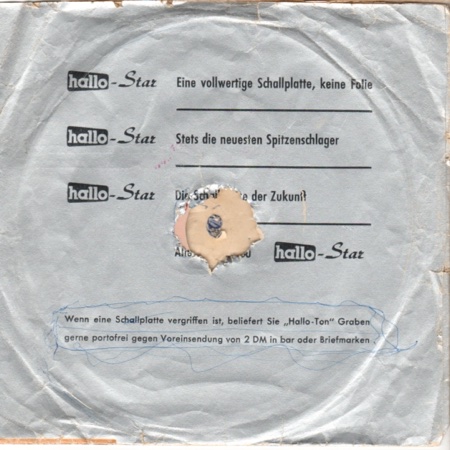 hallo-Star Eine vollwertige Schallplatte, keine Folie
hallo-Star Stets die neuesten Spitzenschlager
hallo-Star der Zukunft
hallo-Star
Wenn eine Schallplatte vergriffen ist, beliefert Sie „Hallo-Ton" Graben
gerne portofrei gegen Voreinsendung von 2 DM in bar oder Briefmarken